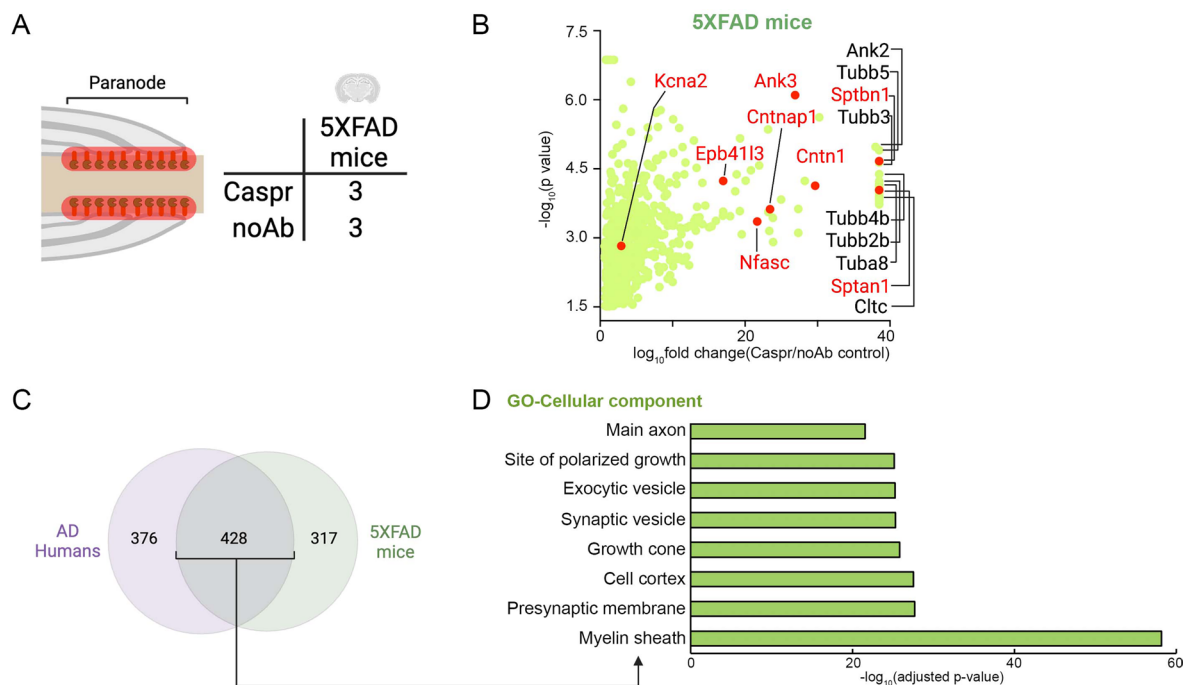 A
Paranode
5XFAD
mice
Caspr 3
noAb 3
B
5XFAD mice
7.5
6.0
4.5
3.0
1.5
-log10(p value)
0
20
40
log10fold change(Caspr/noAb control)
Kcna2
Ank3
Cntnap1
Epb41l3
Cntn1
Nfasc
Ank2
Tubb5
Sptbn1
Tubb3
Tubb4b
Tubb2b
Tuba8
Sptan1
Cltc
C
AD
Humans
376
428
317
5XFAD
mice
D
GO-Cellular component
Main axon
Site of polarized growth
Exocytic vesicle
Synaptic vesicle
Growth cone
Cell cortex
Presynaptic membrane
Myelin sheath
-0
20
40
60
-log10(adjusted p-value)